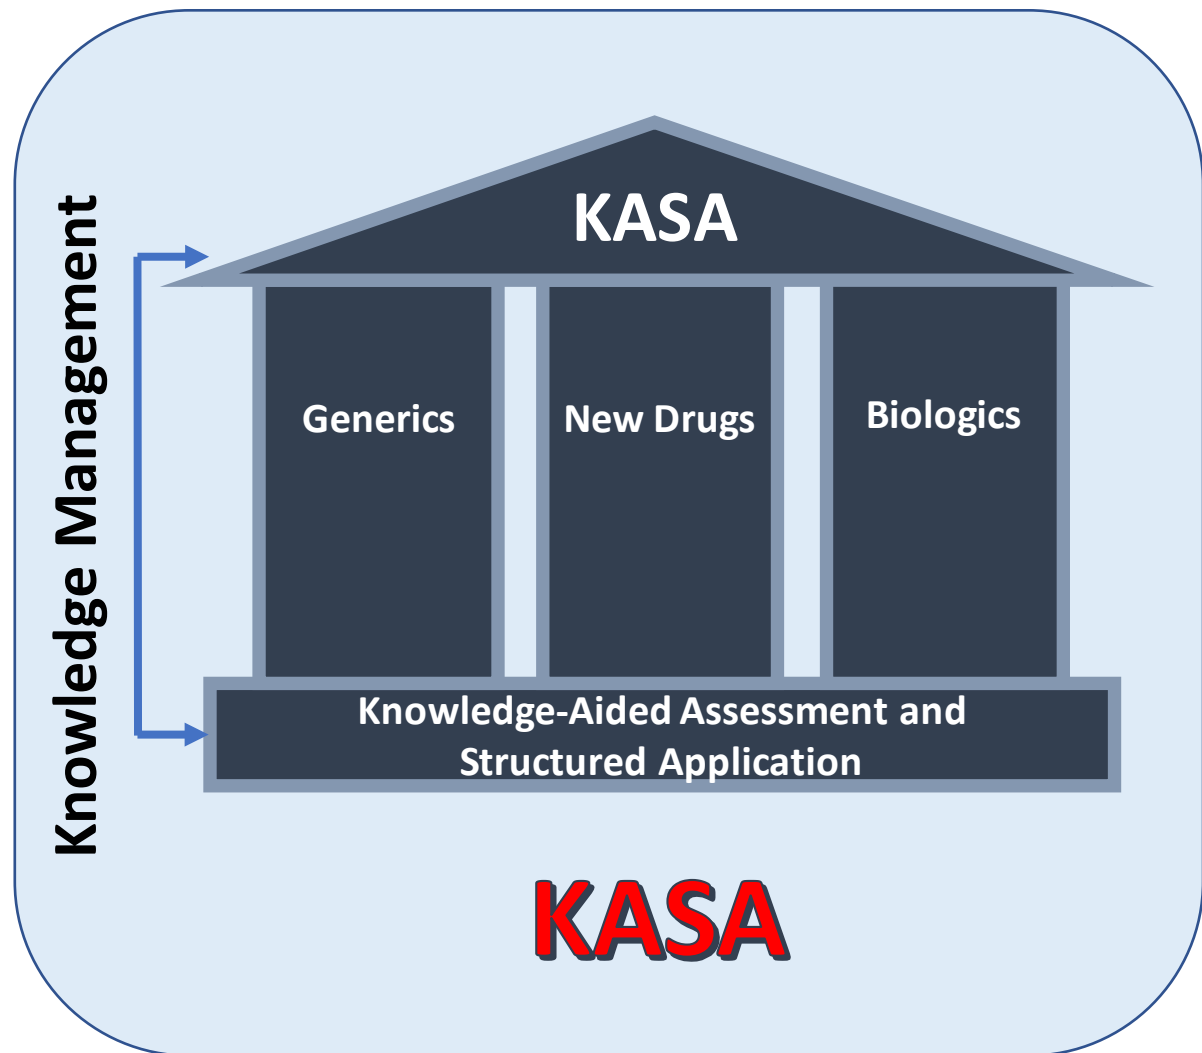 Knowledge Management
KASA
Generics
New Drugs
Biologics
Knowledge-Aided Assessment and
Structured Application
KASA